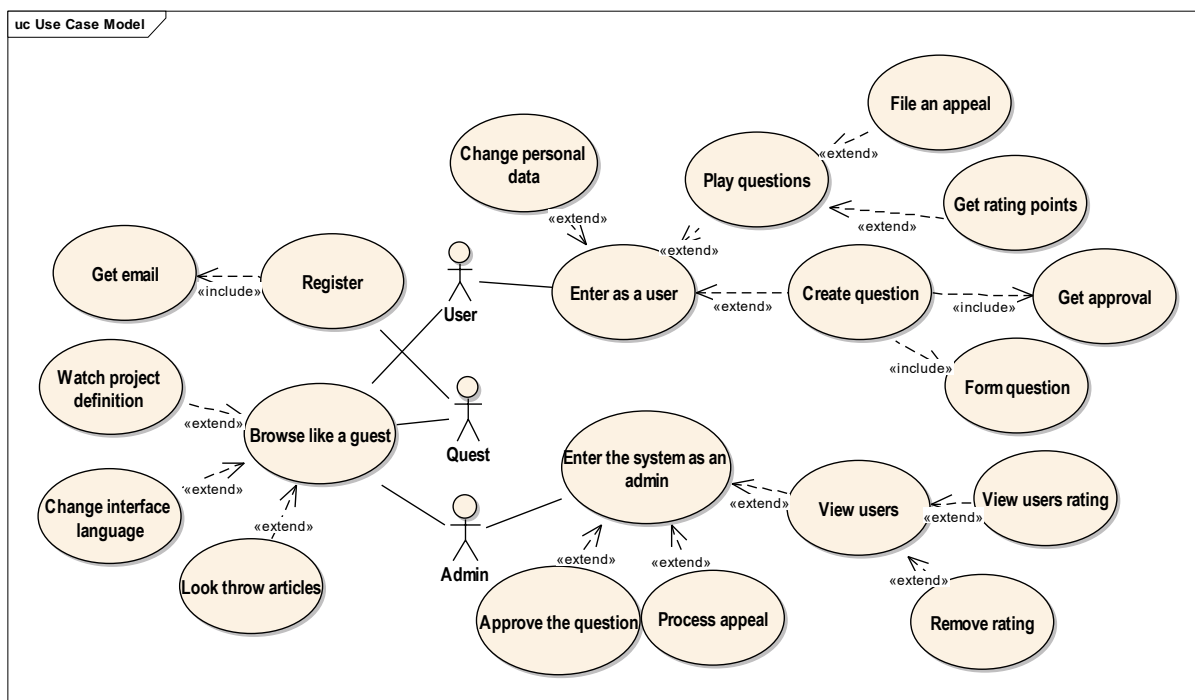 uc Use Case Model
File an appeal
«extend»
Change personal
data
«extend»
Play questions
«extend»
Get rating points
«extend»
Get email
«include»
Register
User
Enter as a user
«extend»
Create question
«include»
Get approval
«include»
Form question
Watch project
definition
«extend»
Browse like a guest
Quest
Change interface
language
«extend»
Look throw articles
«extend»
Admin
Enter the system as an
admin
«extend»
View users
«extend»
View users rating
«extend»
Remove rating
«extend»
Approve the question
«extend»
Process appeal